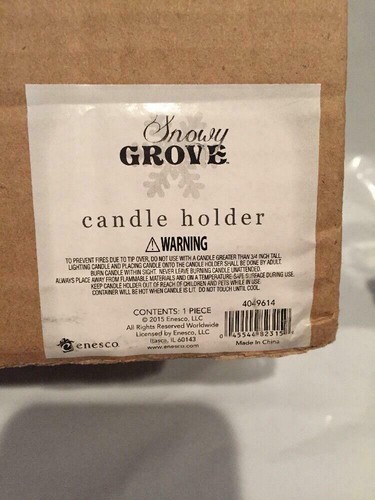 Snowy
GROVE™
candle holder
⚠WARNING
TO PREVENT FIRES DUE TO TIP OVER, DO NOT USE WITH A CANDLE GREATER THAN 3/4 INCH TALL.
LIGHTING CANDLE AND PLACING CANDLE ONTO THE CANDLE HOLDER SHALL BE DONE BY ADULT.
BURN CANDLE WITHIN SIGHT. NEVER LEAVE BURNING CANDLE UNATTENDED.
ALWAYS PLACE AWAY FROM FLAMMABLE MATERIALS AND ON A TEMPERATURE-SAFE SURFACE DURING USE.
KEEP CANDLE HOLDER OUT OF REACH OF CHILDREN AND PETS WHILE IN USE
CONTAINER WILL BE HOT WHEN CANDLE IS LIT. DO NOT TOUCH UNTIL COOL.
CONTENTS: 1 PIECE
© 2015 Enesco, LLC
All Rights Reserved Worldwide
Licensed by Enesco, LLC
Itasca, IL 60143
www.enesco.com
enesco.
4049614
0 45544 82315
Made In China